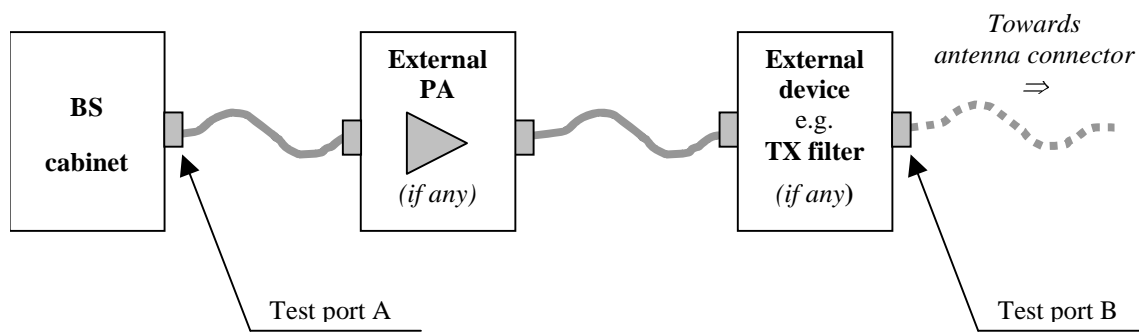 BS
cabinet
External
PA
(if any)
External
device
e.g.
TX filter
(if any)
Towards
antenna connector
⇒
Test port A
Test port B